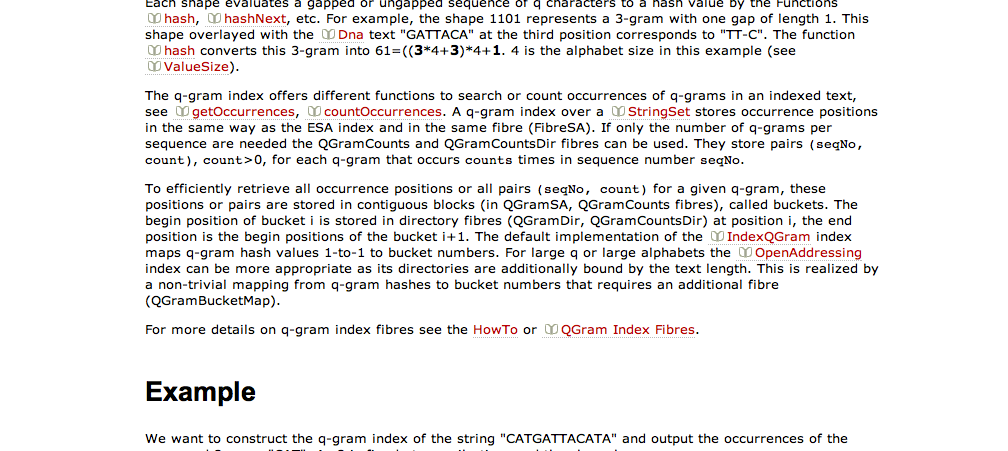 Each shape evaluates a gapped or ungapped sequence of q characters to a hash value by the Functions
hash, hashNext, etc. For example, the shape 1101 represents a 3-gram with one gap of length 1. This
shape overlayed with the Dna text "GATTACA" at the third position corresponds to "TT-C". The function
hash converts this 3-gram into 61=((3*4+3)*4+1. 4 is the alphabet size in this example (see
ValueSize).
The q-gram index offers different functions to search or count occurrences of q-grams in an indexed text,
see getOccurrences, countOccurrences. A q-gram index over a StringSet stores occurrence positions
in the same way as the ESA index and in the same fibre (FibreSA). If only the number of q-grams per
sequence are needed the QGramCounts and QGramCountsDir fibres can be used. They store pairs (seqNo,
count), count>0, for each q-gram that occurs counts times in sequence number seqNo.
To efficiently retrieve all occurrence positions or all pairs (seqNo, count) for a given q-gram, these
positions or pairs are stored in contiguous blocks (in QGramSA, QGramCounts fibres), called buckets. The
begin position of bucket i is stored in directory fibres (QGramDir, QGramCountsDir) at position i, the end
position is the begin positions of the bucket i+1. The default implementation of the IndexQGram index
maps q-gram hash values 1-to-1 to bucket numbers. For large q or large alphabets the OpenAddressing
index can be more appropriate as its directories are additionally bound by the text length. This is realized by
a non-trivial mapping from q-gram hashes to bucket numbers that requires an additional fibre
(QGramBucketMap).
For more details on q-gram index fibres see the HowTo or QGram Index Fibres.
Example
We want to construct the q-gram index of the string "CATGATTACATA" and output the occurrences of the